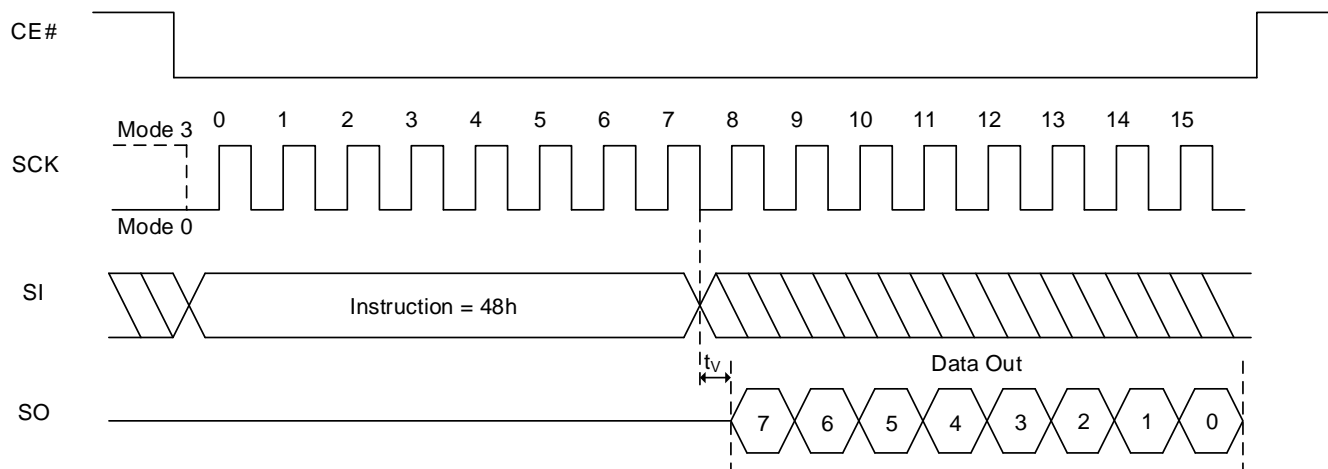 CE#
Mode 3
0 1 2 3 4 5 6 7 8 9 10 11 12 13 14 15
SCK
Mode 0
SI
Instruction = 48h
tV
Data Out
SO
7 6 5 4 3 2 1 0